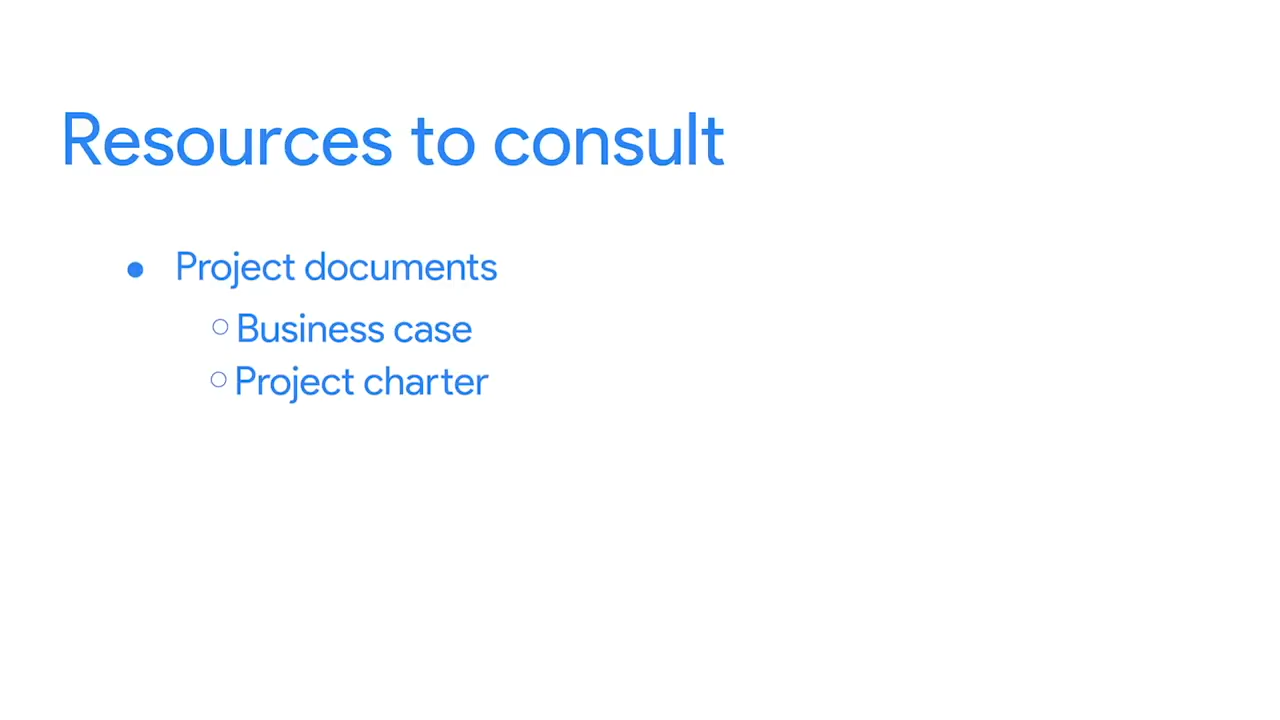 Resources to consult
● Project documents
○ Business case
○ Project charter